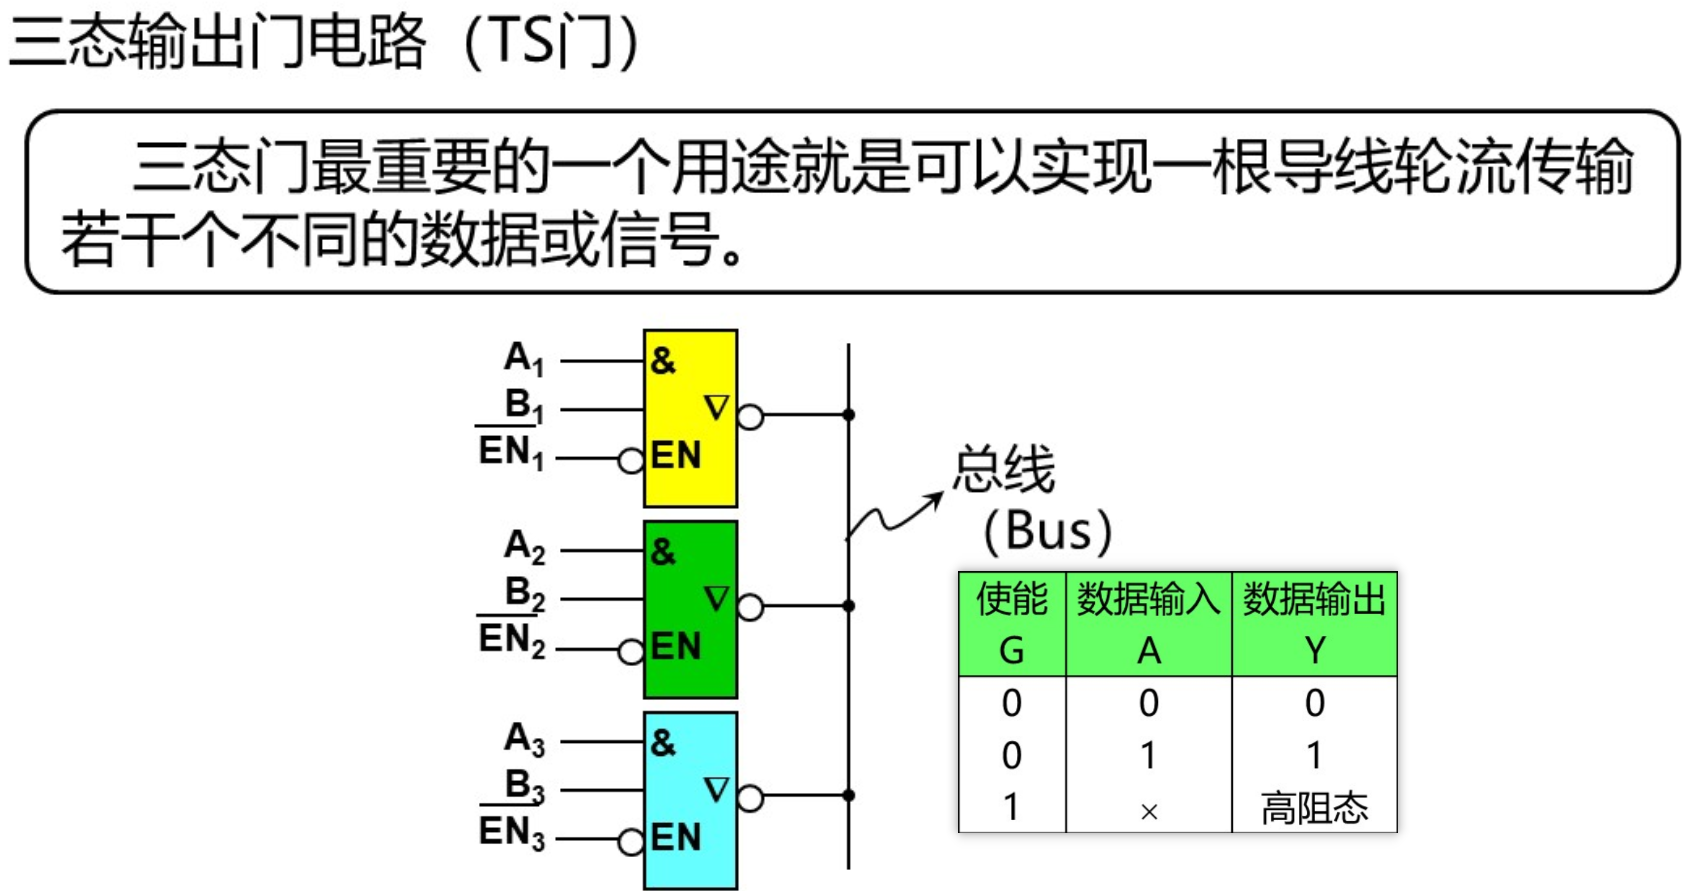 三态输出门电路（TS门）
三态门最重要的一个用途就是可以实现一根导线轮流传输
若干个不同的数据或信号。
A₁
B₁
E̅N̅₁
&
∇
EN
A₂
B₂
E̅N̅₂
&
∇
EN
A₃
B₃
E̅N̅₃
&
∇
EN
总线
（Bus）
使能 数据输入 数据输出
G A Y
0 0 0
0 1 1
1 × 高阻态